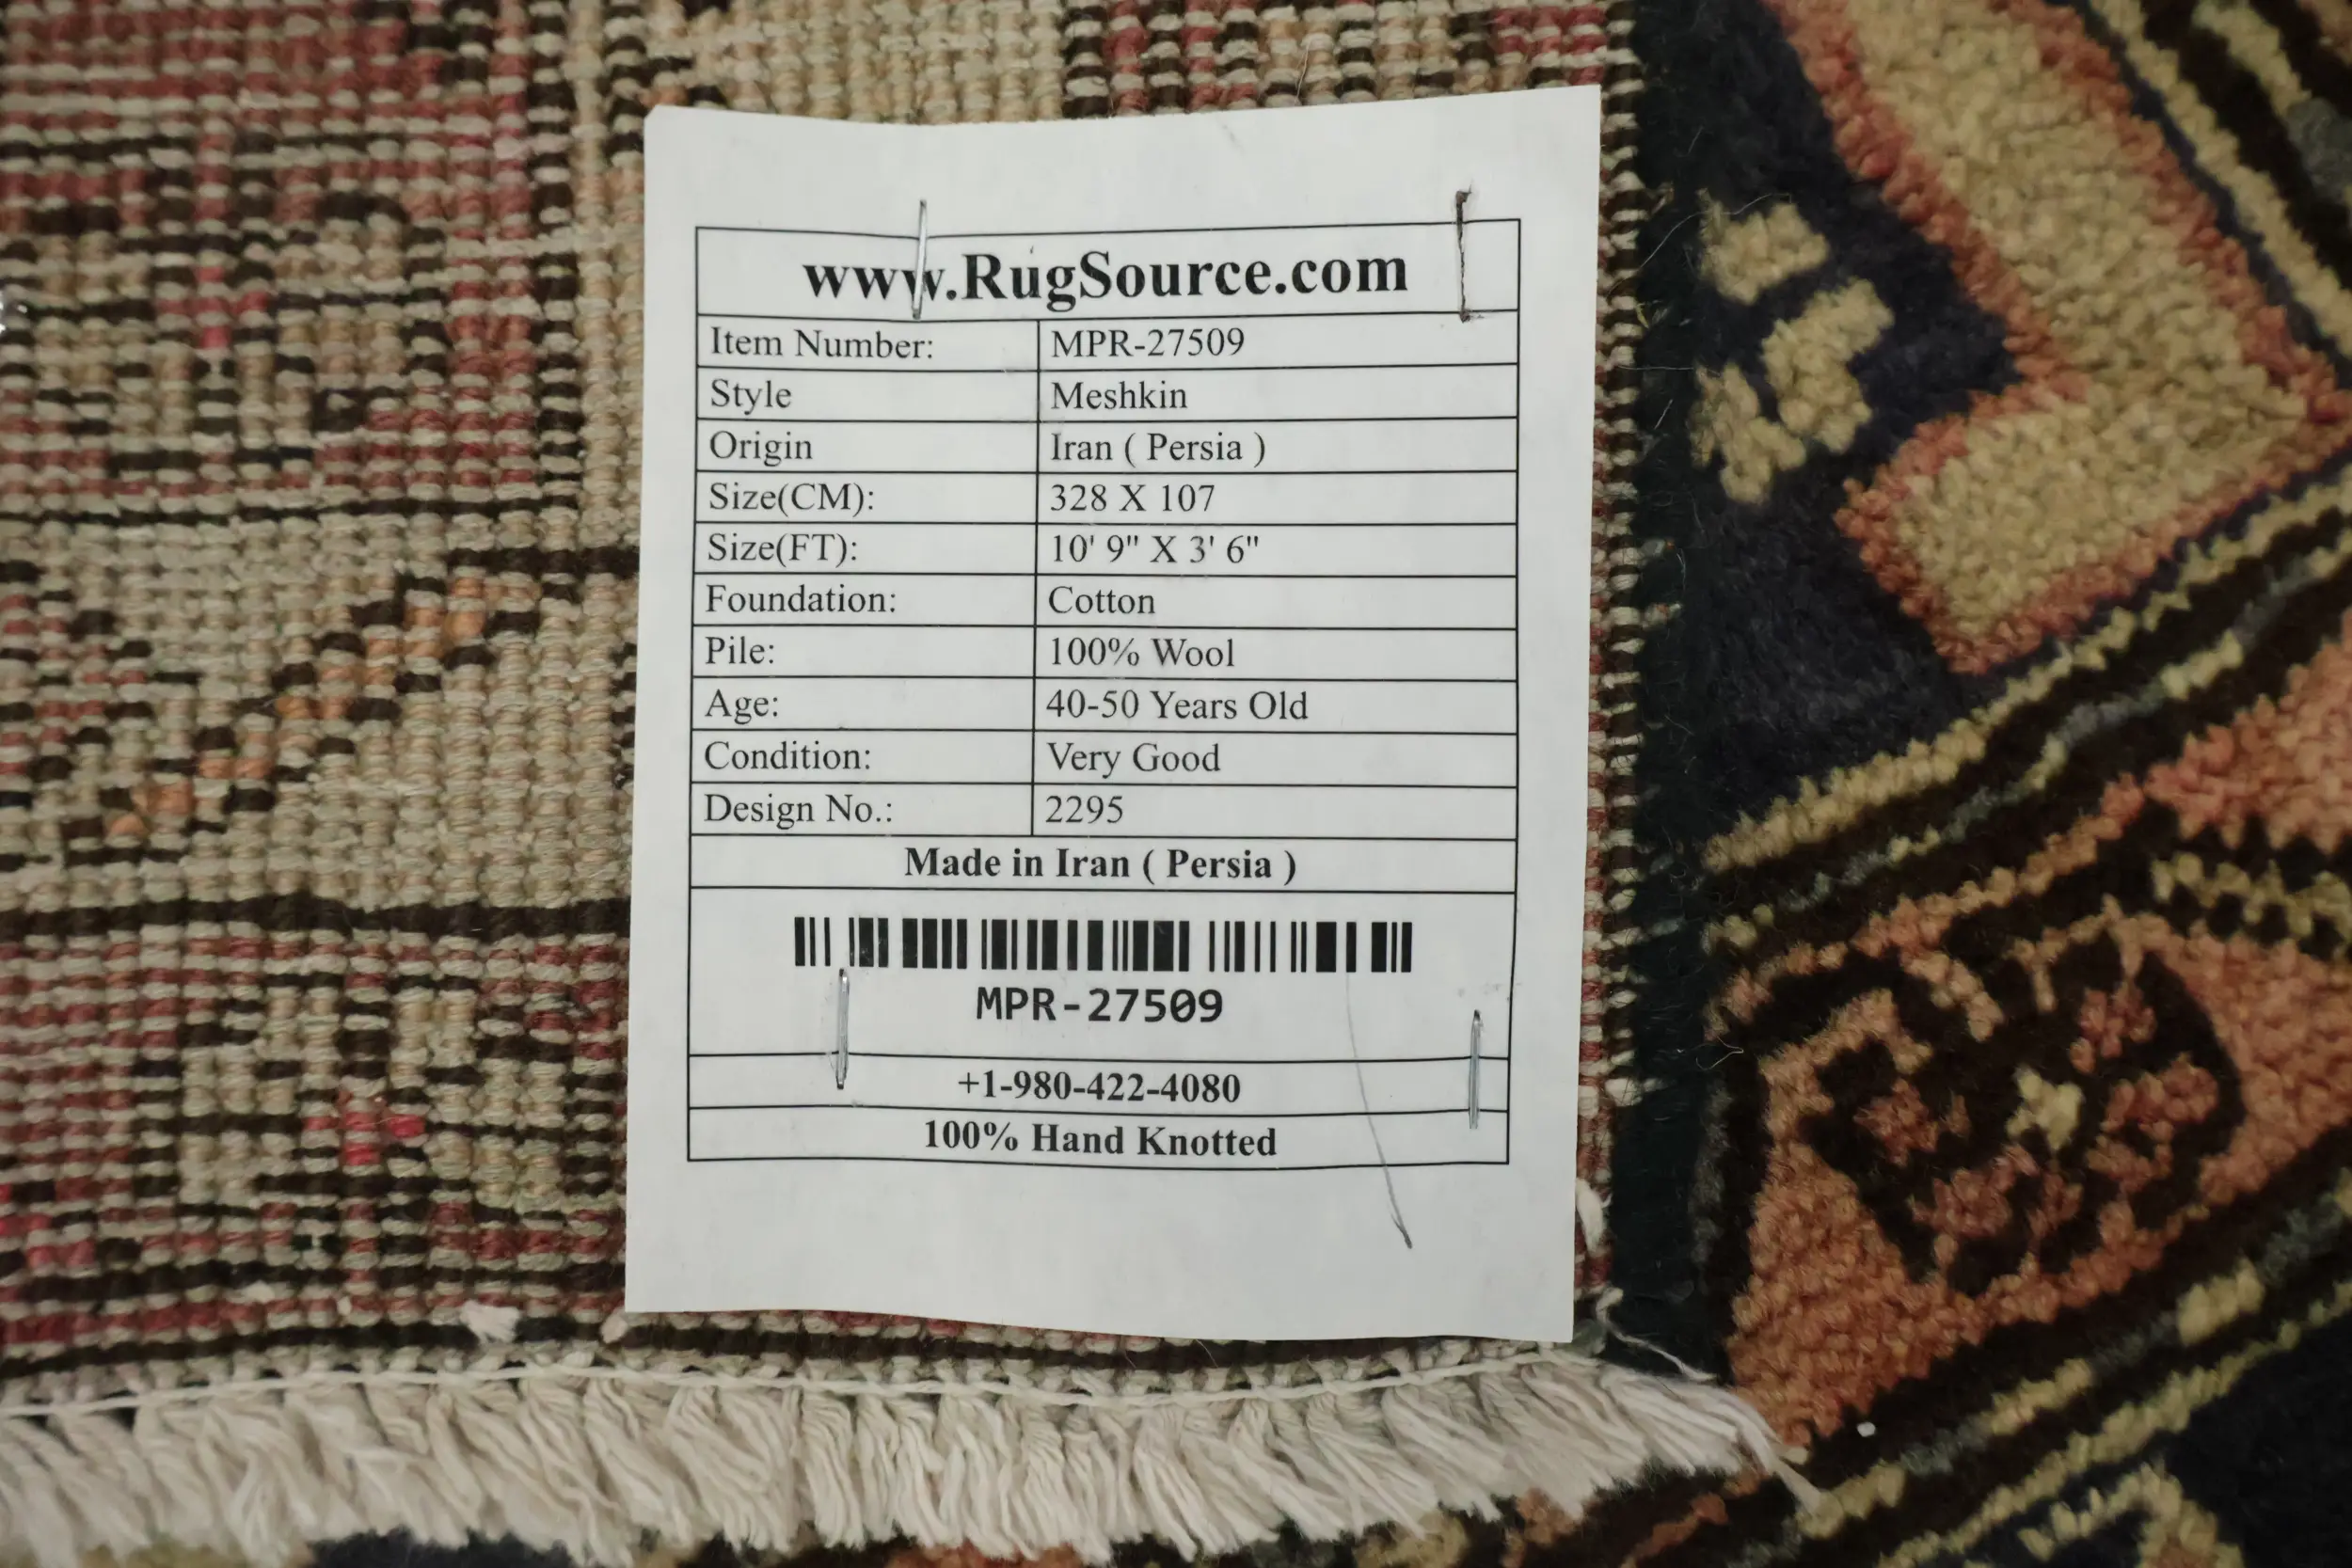 www.RugSource.com
Item Number: MPR-27509
Style Meshkin
Origin Iran ( Persia )
Size(CM): 328 X 107
Size(FT): 10' 9" X 3' 6"
Foundation: Cotton
Pile: 100% Wool
Age: 40-50 Years Old
Condition: Very Good
Design No.: 2295
Made in Iran ( Persia )
MPR-27509
+1-980-422-4080
100% Hand Knotted